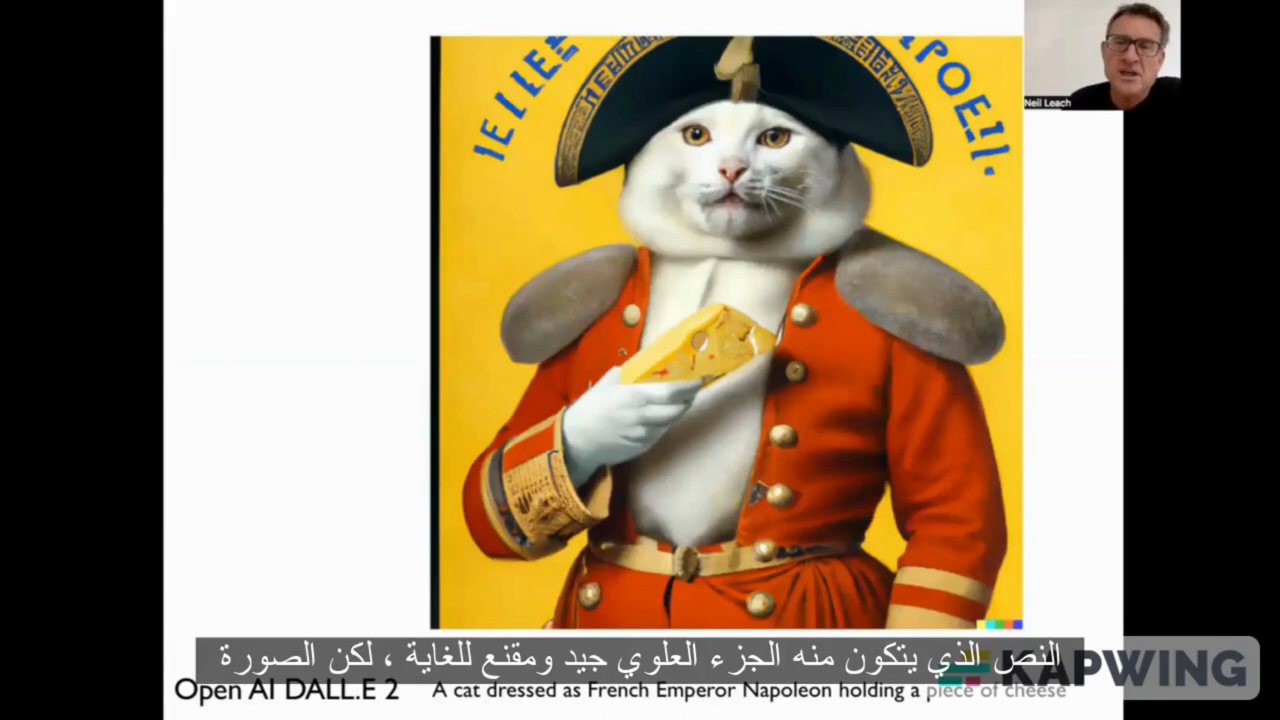 Neil Leach
النص الذي يتكون منه الجزء العلوي جيد ومقنع للغاية ، لكن الصورة
KAPWING
Open AI DALL.E 2
A cat dressed as French Emperor Napoleon holding a piece of cheese